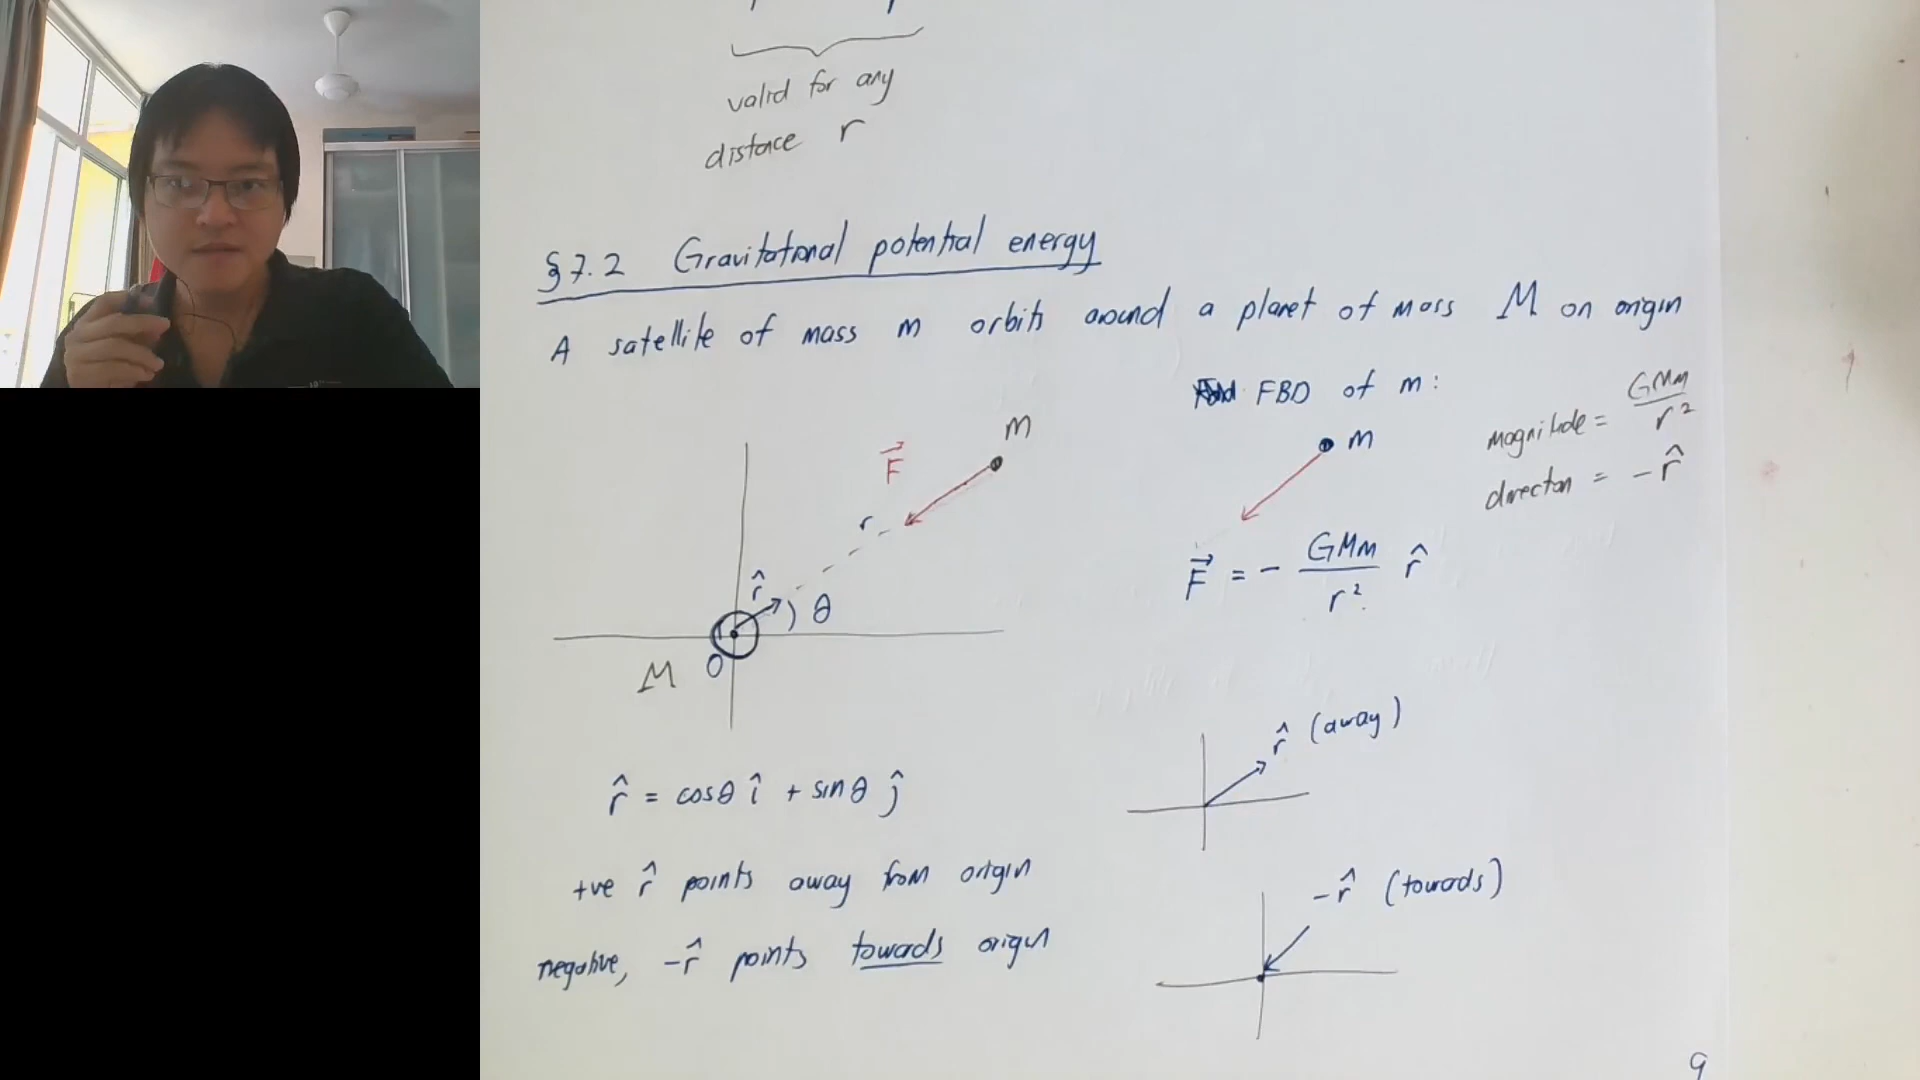 valid for any
distace r
§7.2 Gravitational potential energy
A satellite of mass m orbits around a planet of mass M on origin
FBD of m:
magnitude = GMm / r²
direction = − r̂
m
F⃗
r
r̂
θ
O
M
m
F⃗ = − GMm / r² r̂
r̂ = cosθ î + sinθ ĵ
+ve r̂ points away from origin
negative, −r̂ points towards origin
r̂ (away)
−r̂ (towards)
9